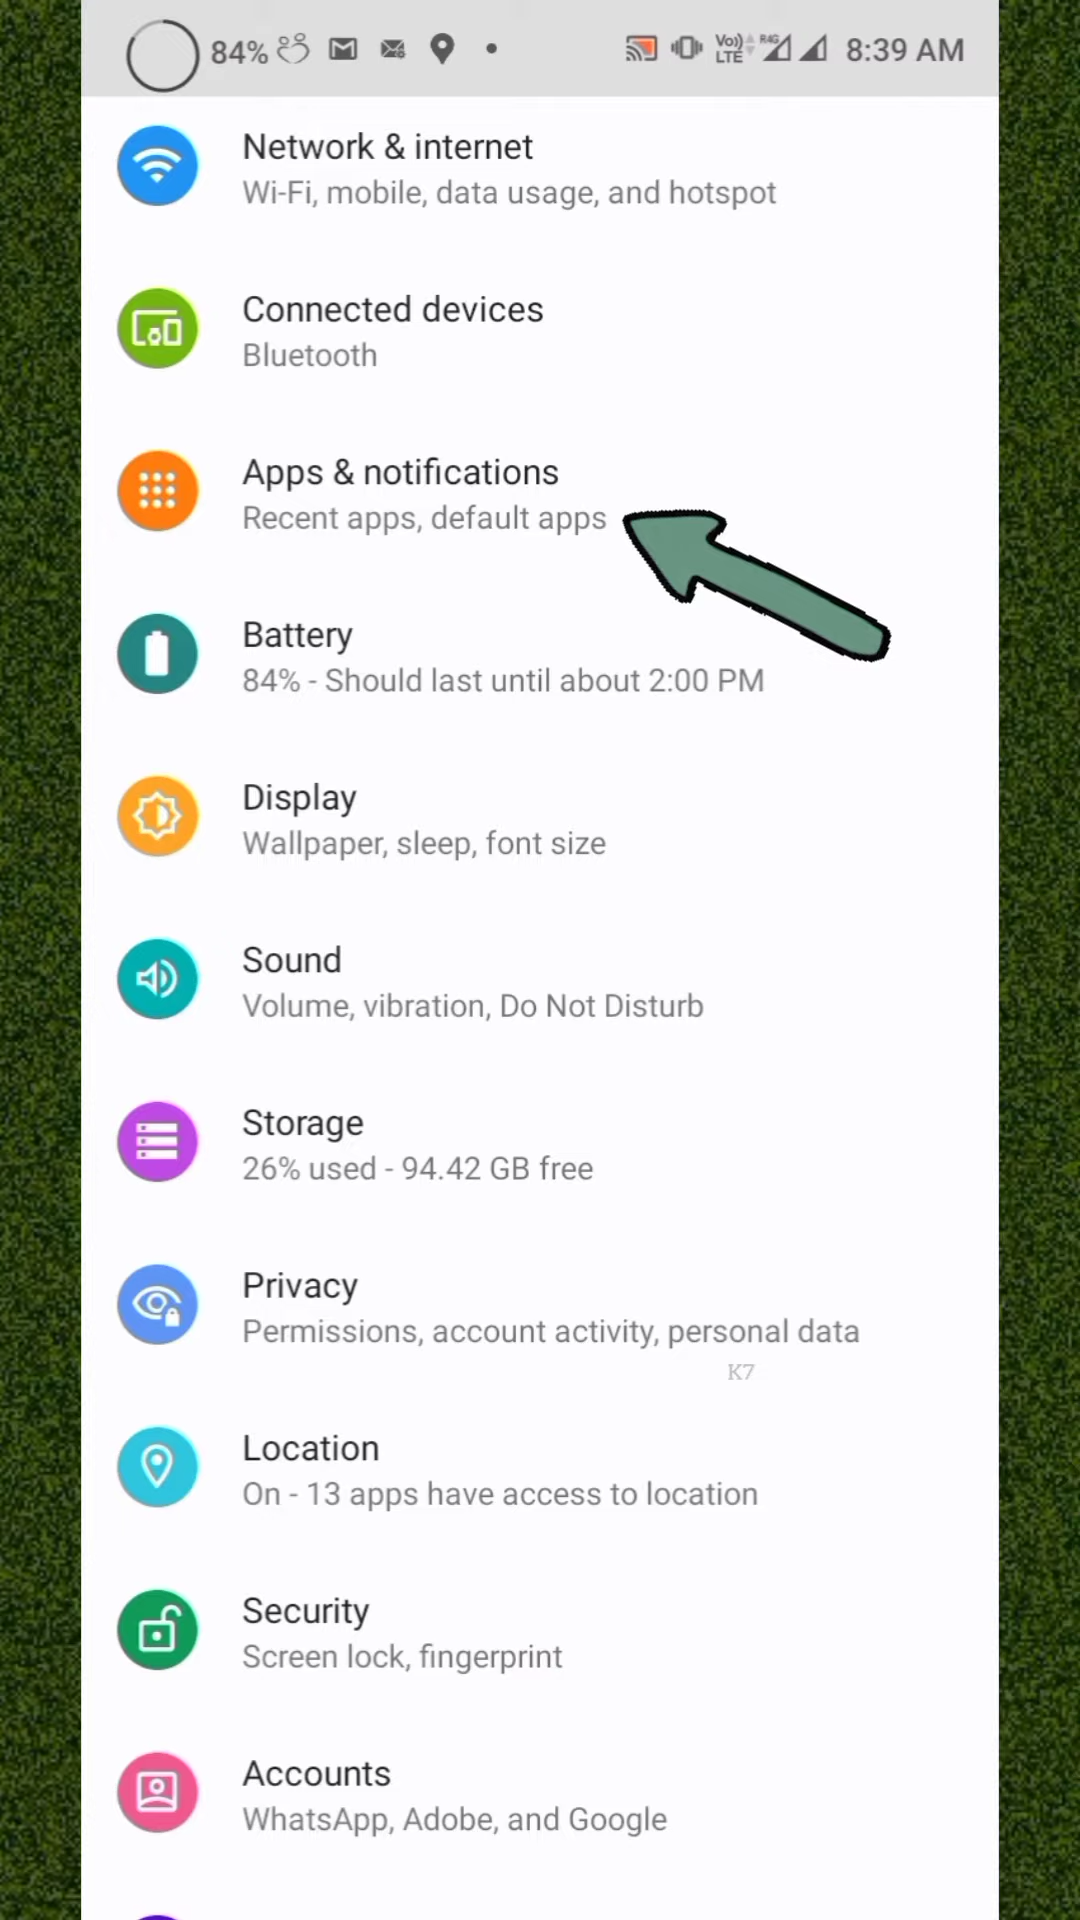 84%
Vo)) LTE R4G 8:39 AM
Network & internet
Wi-Fi, mobile, data usage, and hotspot
Connected devices
Bluetooth
Apps & notifications
Recent apps, default apps
Battery
84% - Should last until about 2:00 PM
Display
Wallpaper, sleep, font size
Sound
Volume, vibration, Do Not Disturb
Storage
26% used - 94.42 GB free
Privacy
Permissions, account activity, personal data
K7
Location
On - 13 apps have access to location
Security
Screen lock, fingerprint
Accounts
WhatsApp, Adobe, and Google